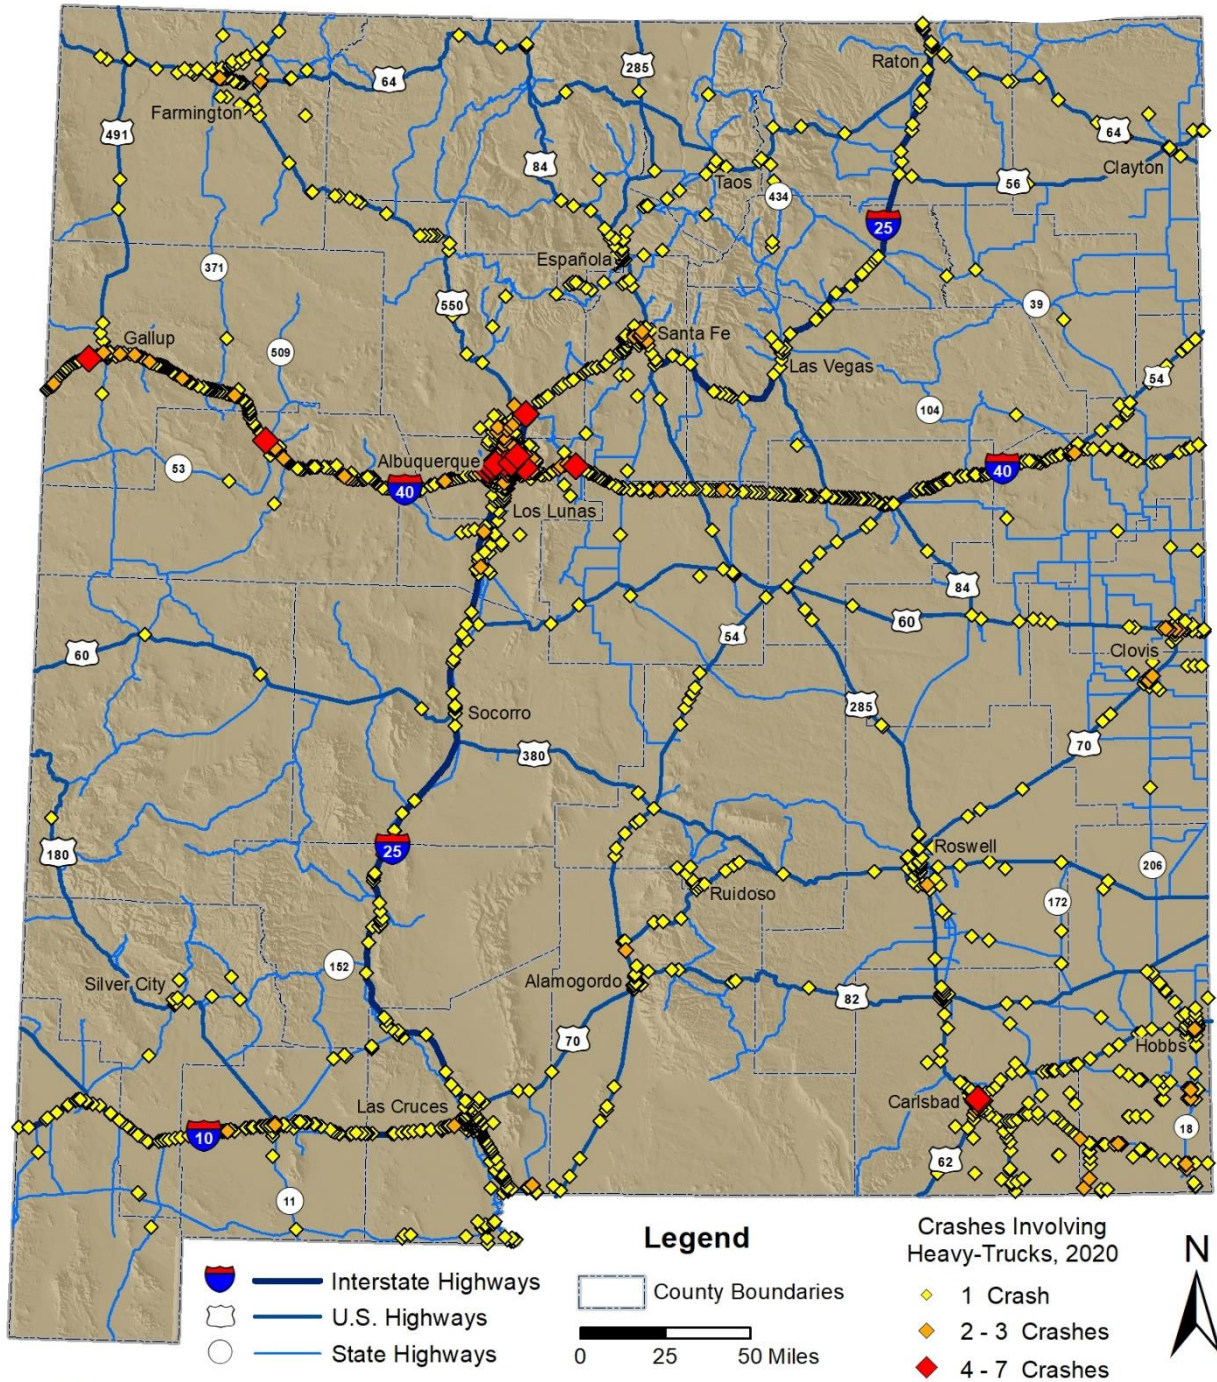 Raton
285
64
Farmington
491
64
Clayton
84
Taos
56
434
25
Española
371
550
39
Gallup
509
Santa Fe
Las Vegas
54
104
53
Albuquerque
40
40
Los Lunas
84
60
54
60
Clovis
285
Socorro
70
380
25
180
Roswell
206
Ruidoso
172
152
Silver City
Alamogordo
82
70
Hobbs
Las Cruces
Carlsbad
10
18
62
11
Legend
Interstate Highways
U.S. Highways
State Highways
County Boundaries
0 25 50 Miles
Crashes Involving
Heavy-Trucks, 2020
1 Crash
2 - 3 Crashes
4 - 7 Crashes
N